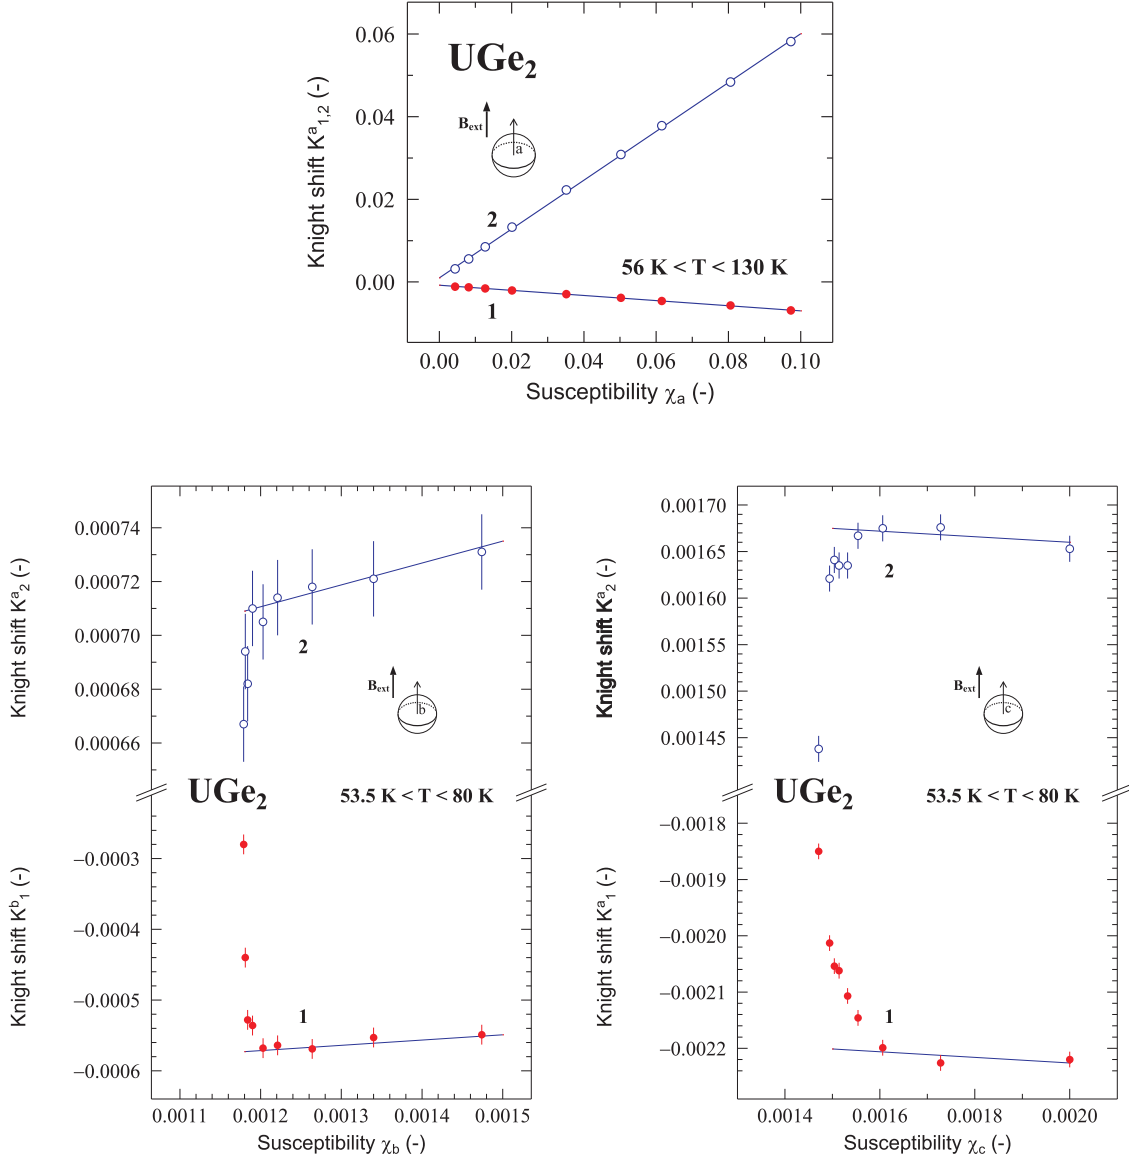 Knight shift Kᵃ₁,₂ (-)
0.06
0.04
0.02
0.00
UGe₂
Bext
a
2
56 K < T < 130 K
1
0.00 0.02 0.04 0.06 0.08 0.10
Susceptibility χₐ (-)
Knight shift Kᵃ₂ (-)
0.00074
0.00072
0.00070
0.00068
0.00066
2
Bext
b
UGe₂
53.5 K < T < 80 K
Knight shift Kᵇ₁ (-)
−0.0003
−0.0004
−0.0005
−0.0006
1
0.0011 0.0012 0.0013 0.0014 0.0015
Susceptibility χb (-)
Knight shift Kᵃ₂ (-)
0.00170
0.00165
0.00160
0.00155
0.00150
0.00145
2
Bext
c
UGe₂
53.5 K < T < 80 K
Knight shift Kᵃ₁ (-)
−0.0018
−0.0019
−0.0020
−0.0021
−0.0022
1
0.0014 0.0016 0.0018 0.0020
Susceptibility χc (-)